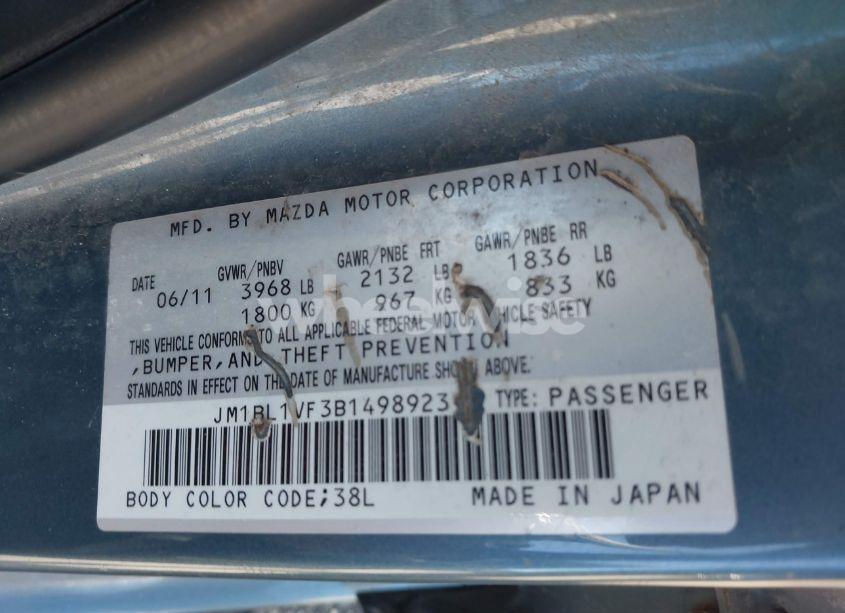 MFD. BY MAZDA MOTOR CORPORATION
DATE GVWR/PNBV GAWR/PNBE FRT GAWR/PNBE RR
06/11 3968 LB 2132 LB 1836 LB
1800 KG 967 KG 833 KG
THIS VEHICLE CONFORMS TO ALL APPLICABLE FEDERAL MOTOR VEHICLE SAFETY
,BUMPER,AND THEFT PREVENTION
STANDARDS IN EFFECT ON THE DATE OF MANUFACTURE SHOWN ABOVE.
JM1BL1VF3B1498923 TYPE: PASSENGER
BODY COLOR CODE;38L MADE IN JAPAN
wheelwise